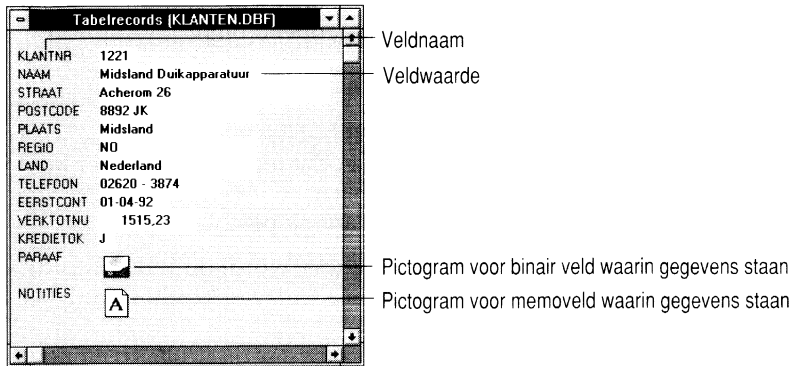 Tabelrecords (KLANTEN.DBF)
KLANTNR 1221
NAAM Midsland Duikapparatuur
STRAAT Acherom 26
POSTCODE 8892 JK
PLAATS Midsland
REGIO NO
LAND Nederland
TELEFOON 02620 - 3874
EERSTCONT 01-04-92
VERKTOTNU 1515,23
KREDIETOK J
PARAAF
NOTITIES A
Veldnaam
Veldwaarde
Pictogram voor binair veld waarin gegevens staan
Pictogram voor memoveld waarin gegevens staan